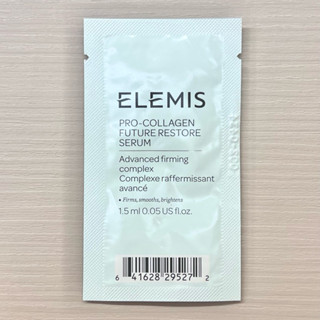 ELEMIS
PRO-COLLAGEN
FUTURE RESTORE
SERUM
Advanced firming
complex
Complexe raffermissant
avancé
• Firms, smooths, brightens
1.5 ml 0.05 US fl.oz.
6 41628 29527 2